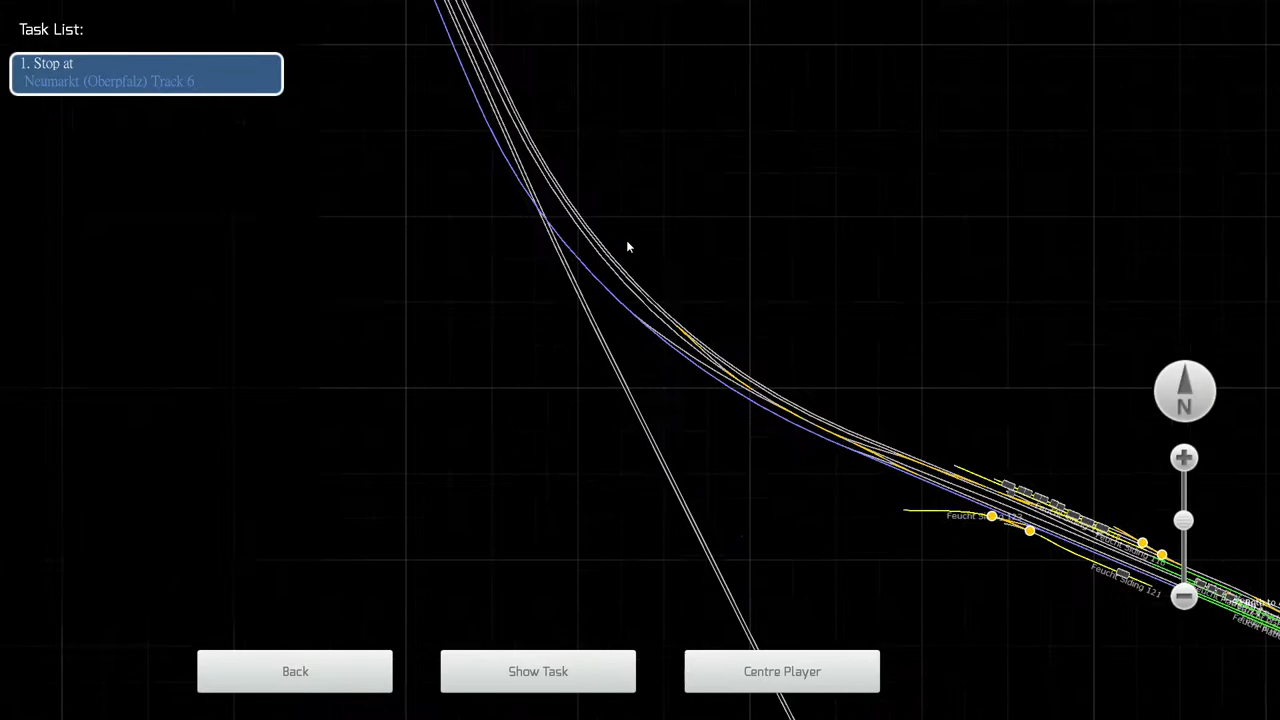 Task List:
1. Stop at
Neumarkt (Oberpfalz) Track 6
N
Feucht Siding 121
Back
Show Task
Centre Player